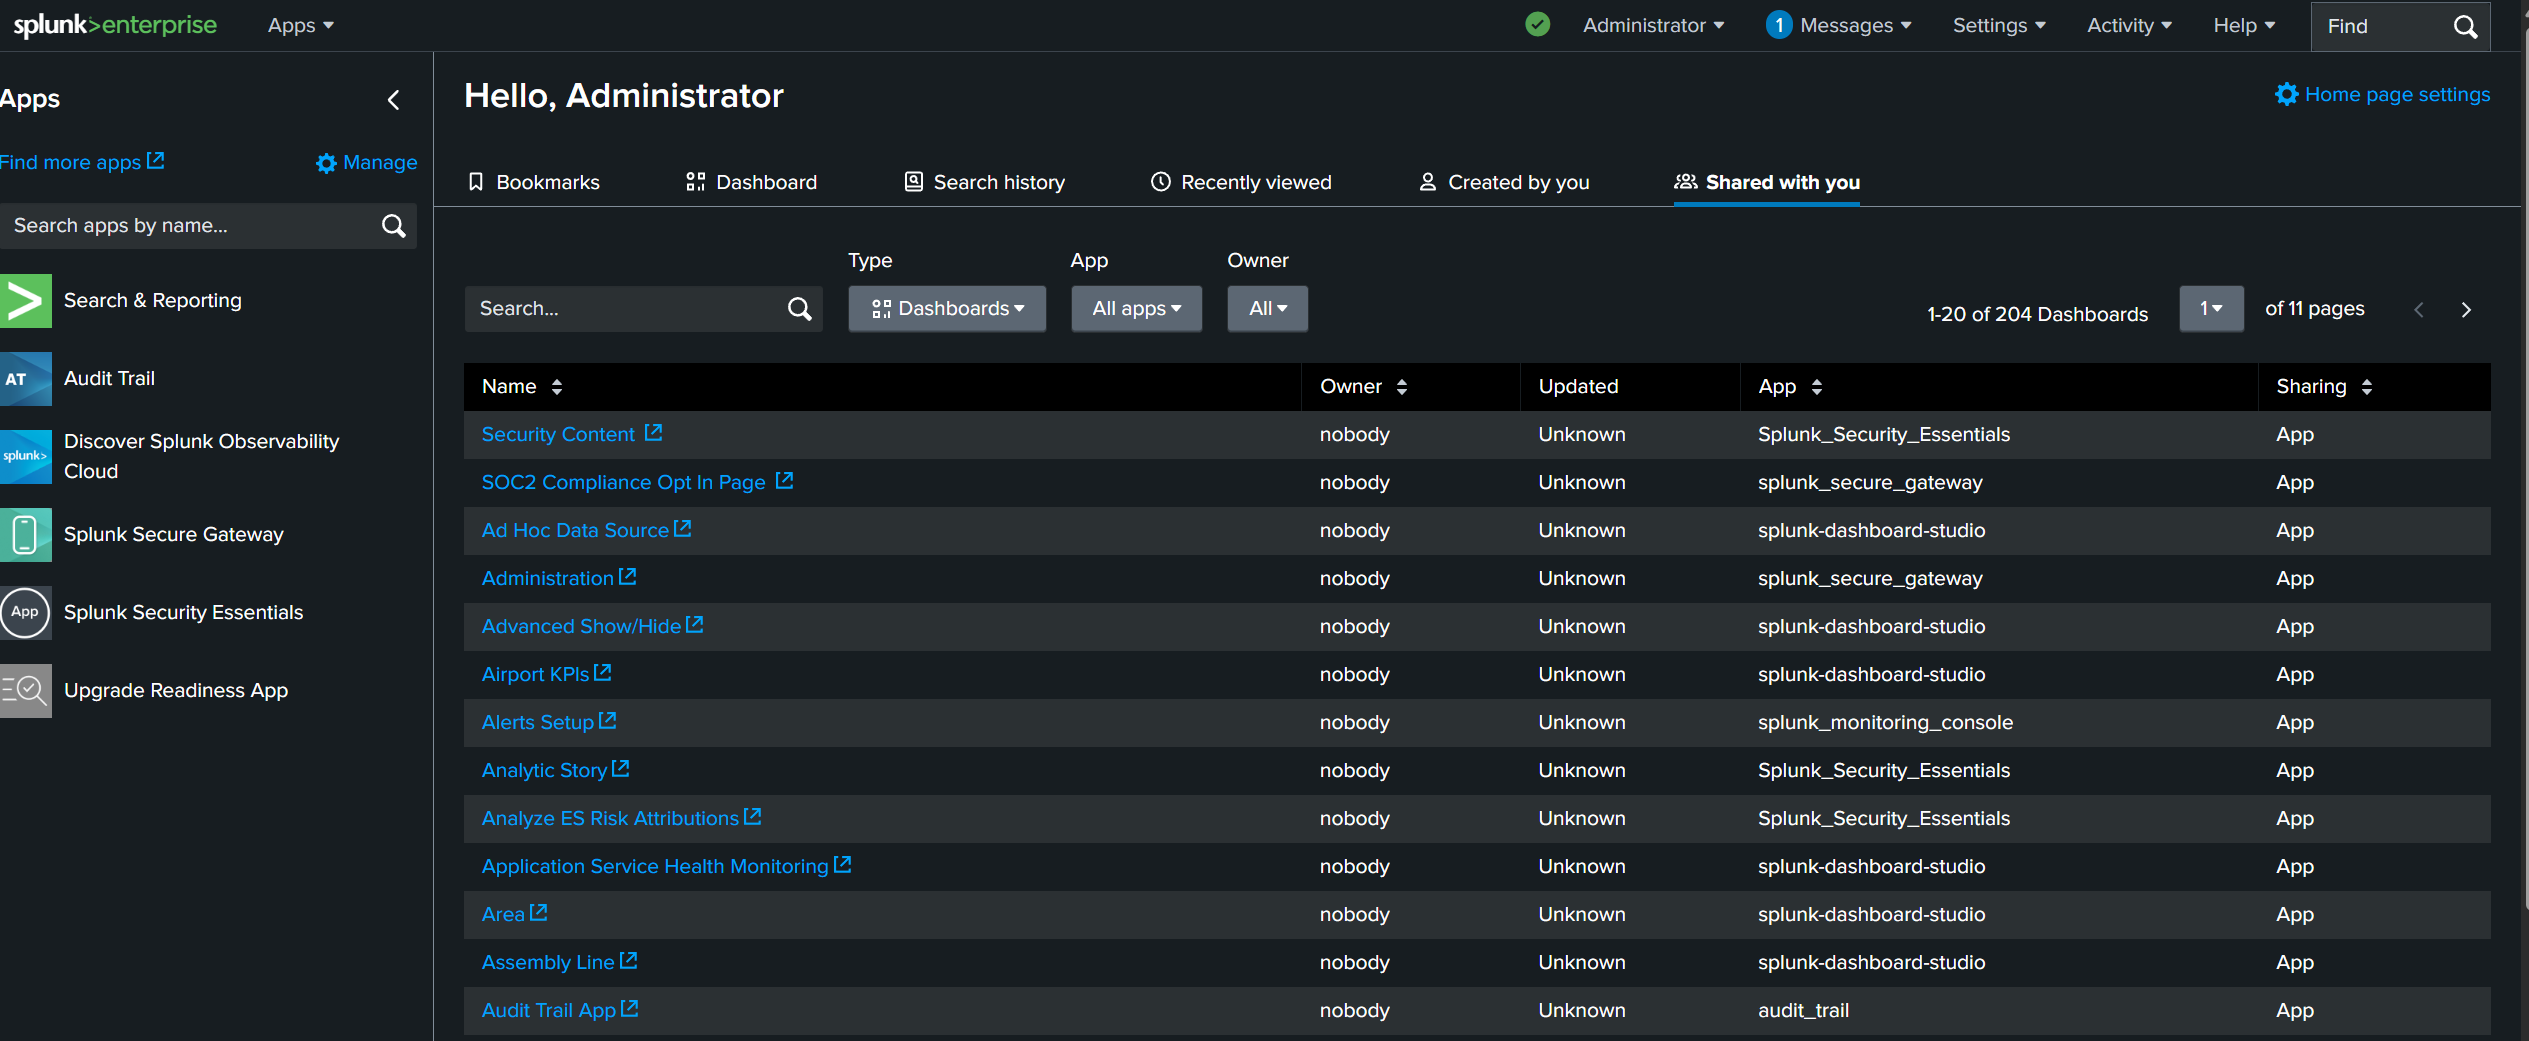 splunk>enterprise Apps Administrator 1 Messages Settings Activity Help Find
Apps
Find more apps Manage
Search apps by name...
Search & Reporting
AT Audit Trail
splunk> Discover Splunk Observability Cloud
Splunk Secure Gateway
App Splunk Security Essentials
Upgrade Readiness App
Hello, Administrator
Home page settings
Bookmarks Dashboard Search history Recently viewed Created by you Shared with you
Type App Owner
Search... Dashboards All apps All 1-20 of 204 Dashboards 1 of 11 pages
Name Owner Updated App Sharing
Security Content nobody Unknown Splunk_Security_Essentials App
SOC2 Compliance Opt In Page nobody Unknown splunk_secure_gateway App
Ad Hoc Data Source nobody Unknown splunk-dashboard-studio App
Administration nobody Unknown splunk_secure_gateway App
Advanced Show/Hide nobody Unknown splunk-dashboard-studio App
Airport KPIs nobody Unknown splunk-dashboard-studio App
Alerts Setup nobody Unknown splunk_monitoring_console App
Analytic Story nobody Unknown Splunk_Security_Essentials App
Analyze ES Risk Attributions nobody Unknown Splunk_Security_Essentials App
Application Service Health Monitoring nobody Unknown splunk-dashboard-studio App
Area nobody Unknown splunk-dashboard-studio App
Assembly Line nobody Unknown splunk-dashboard-studio App
Audit Trail App nobody Unknown audit_trail App